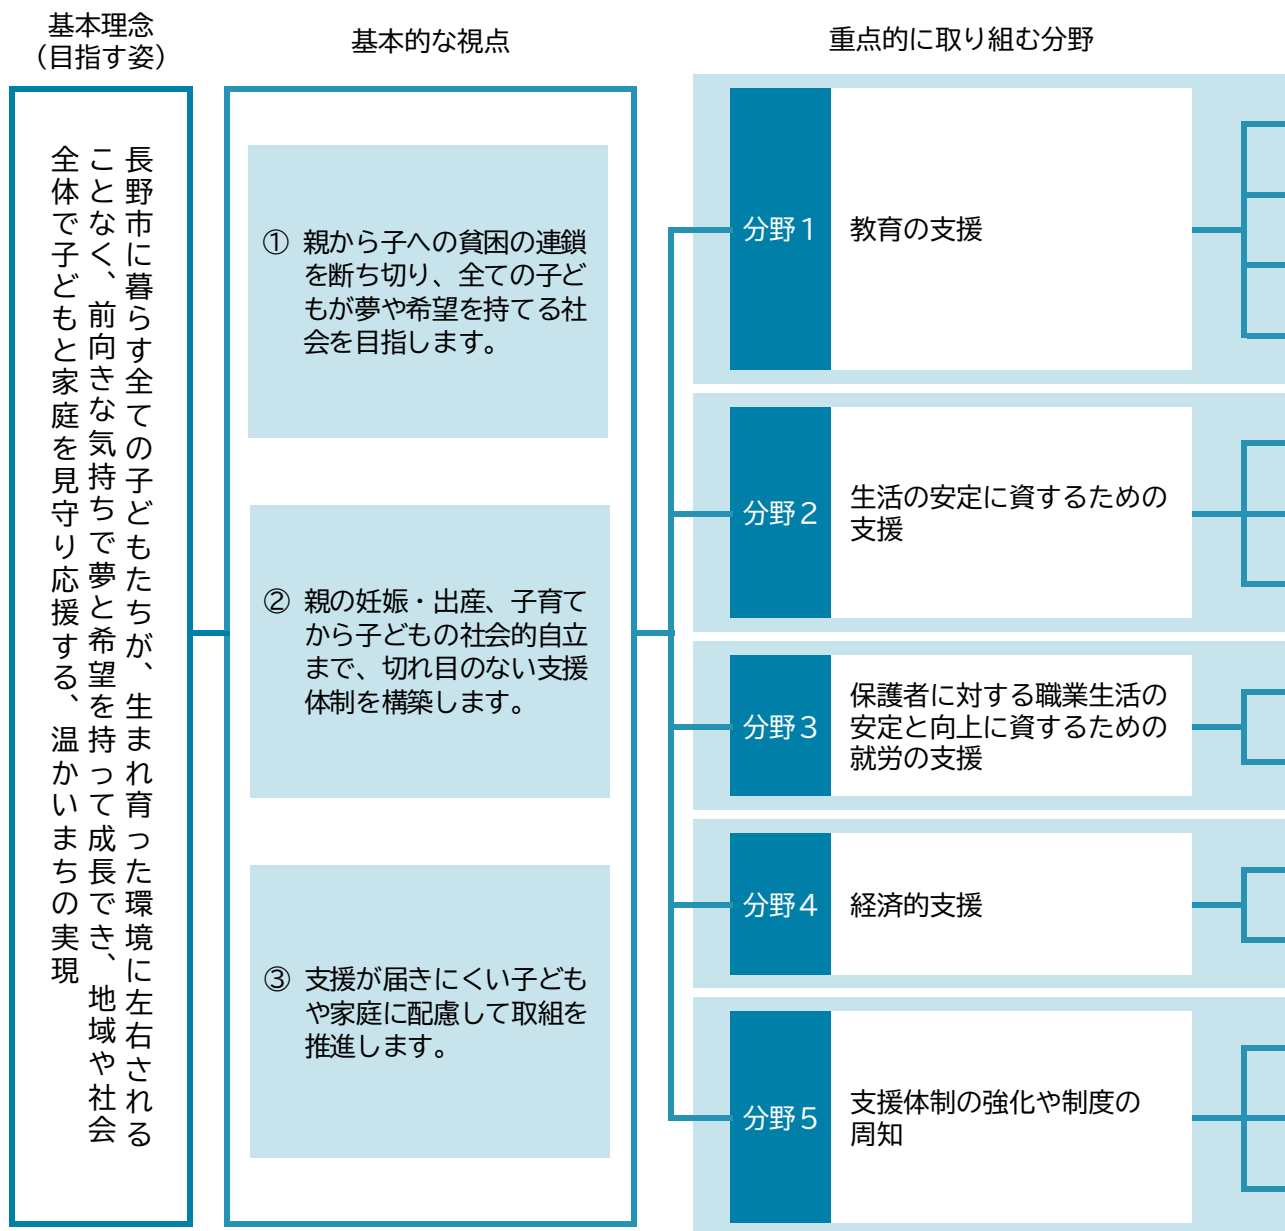 基本理念
（目指す姿）
基本的な視点
重点的に取り組む分野
長野市に暮らす全ての子どもたちが、生まれ育った環境に左右される
ことなく、前向きな気持ちで夢と希望を持って成長でき、地域や社会
全体で子どもと家庭を見守り応援する、温かいまちの実現
① 親から子への貧困の連鎖
を断ち切り、全ての子ど
もが夢や希望を持てる社
会を目指します。
② 親の妊娠・出産、子育て
から子どもの社会的自立
まで、切れ目のない支援
体制を構築します。
③ 支援が届きにくい子ども
や家庭に配慮して取組を
推進します。
分野１
教育の支援
分野２
生活の安定に資するための
支援
分野３
保護者に対する職業生活の
安定と向上に資するための
就労の支援
分野４
経済的支援
分野５
支援体制の強化や制度の
周知